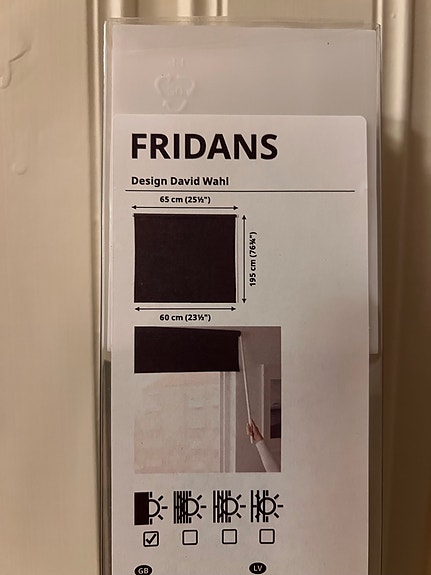 FRIDANS
Design David Wahl
65 cm (25½")
195 cm (76¾")
60 cm (23½")
GB
LV